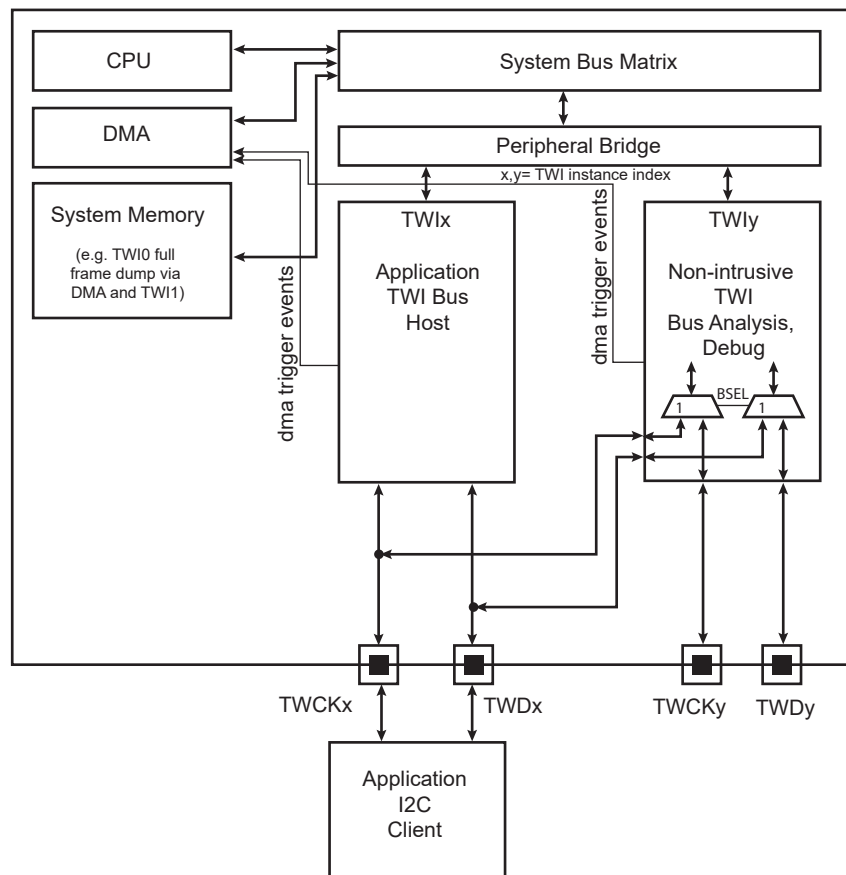 CPU
System Bus Matrix
DMA
Peripheral Bridge
x,y= TWI instance index
System Memory
(e.g. TWI0 full
frame dump via
DMA and TWI1)
dma trigger events
TWIx
Application
TWI Bus
Host
dma trigger events
TWIy
Non-intrusive
TWI
Bus Analysis,
Debug
BSEL
1
1
TWCKx
TWDx
TWCKy
TWDy
Application
I2C
Client